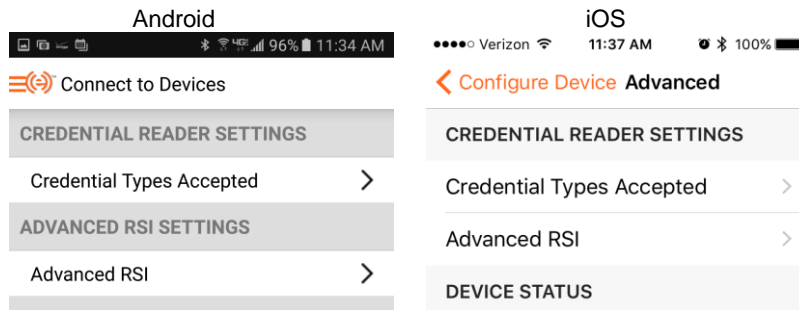 Android
4G LTE 96% 11:34 AM
Connect to Devices
CREDENTIAL READER SETTINGS
Credential Types Accepted
ADVANCED RSI SETTINGS
Advanced RSI
iOS
Verizon 11:37 AM 100%
Configure Device Advanced
CREDENTIAL READER SETTINGS
Credential Types Accepted
Advanced RSI
DEVICE STATUS